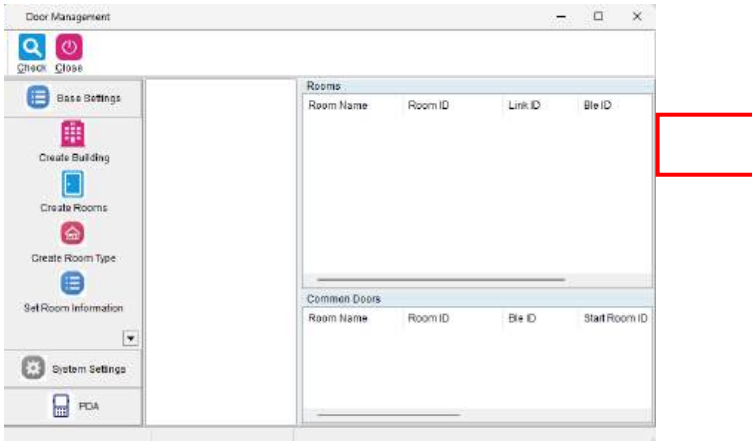 Door Management
Check Close
Base Settings
Create Building
Create Rooms
Create Room Type
Set Room Information
System Settings
PDA
Rooms
Room Name Room ID Link ID Ble ID
Common Doors
Room Name Room ID Ble ID Start Room ID